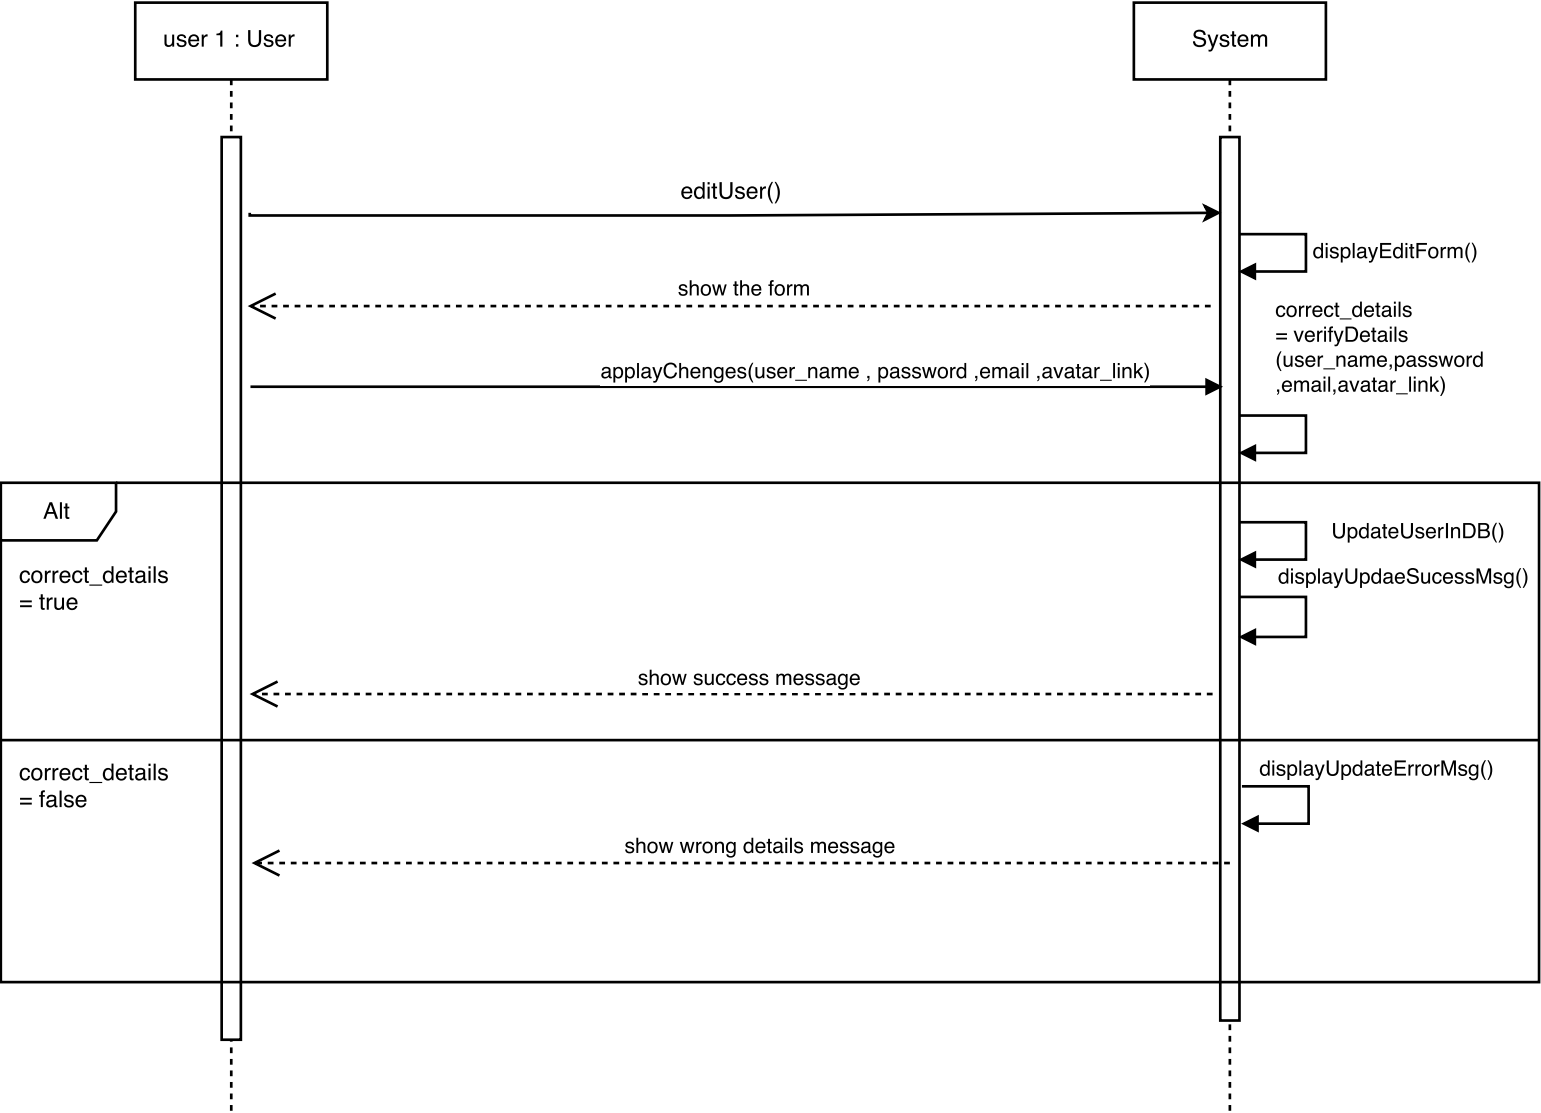 user 1 : User
System
editUser()
displayEditForm()
show the form
correct_details
= verifyDetails
(user_name,password
,email,avatar_link)
applayChenges(user_name , password ,email ,avatar_link)
Alt
UpdateUserInDB()
correct_details
= true
displayUpdaeSucessMsg()
show success message
correct_details
= false
displayUpdateErrorMsg()
show wrong details message